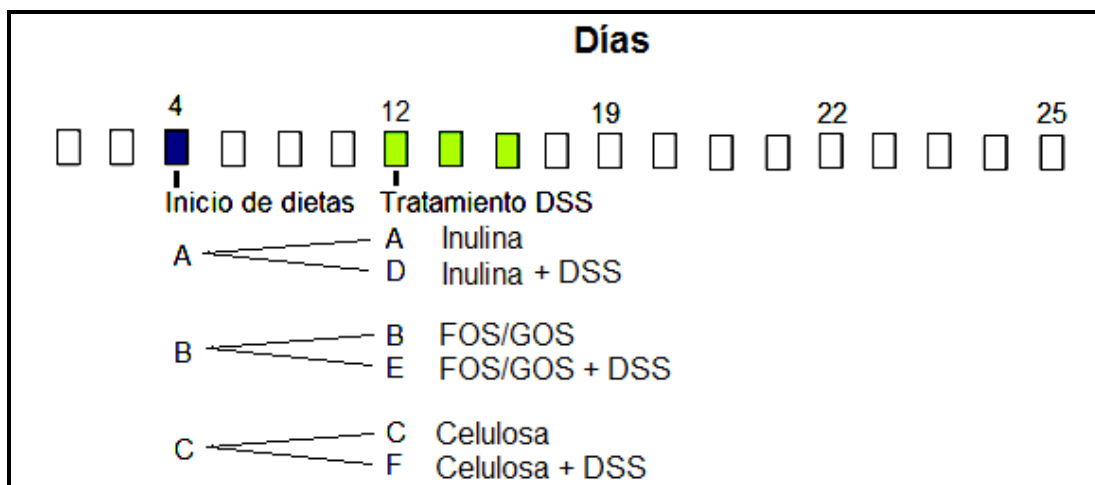 Días
4 12 19 22 25
Inicio de dietas Tratamiento DSS
A Inulina
A
D Inulina + DSS
B FOS/GOS
B
E FOS/GOS + DSS
C Celulosa
C
F Celulosa + DSS